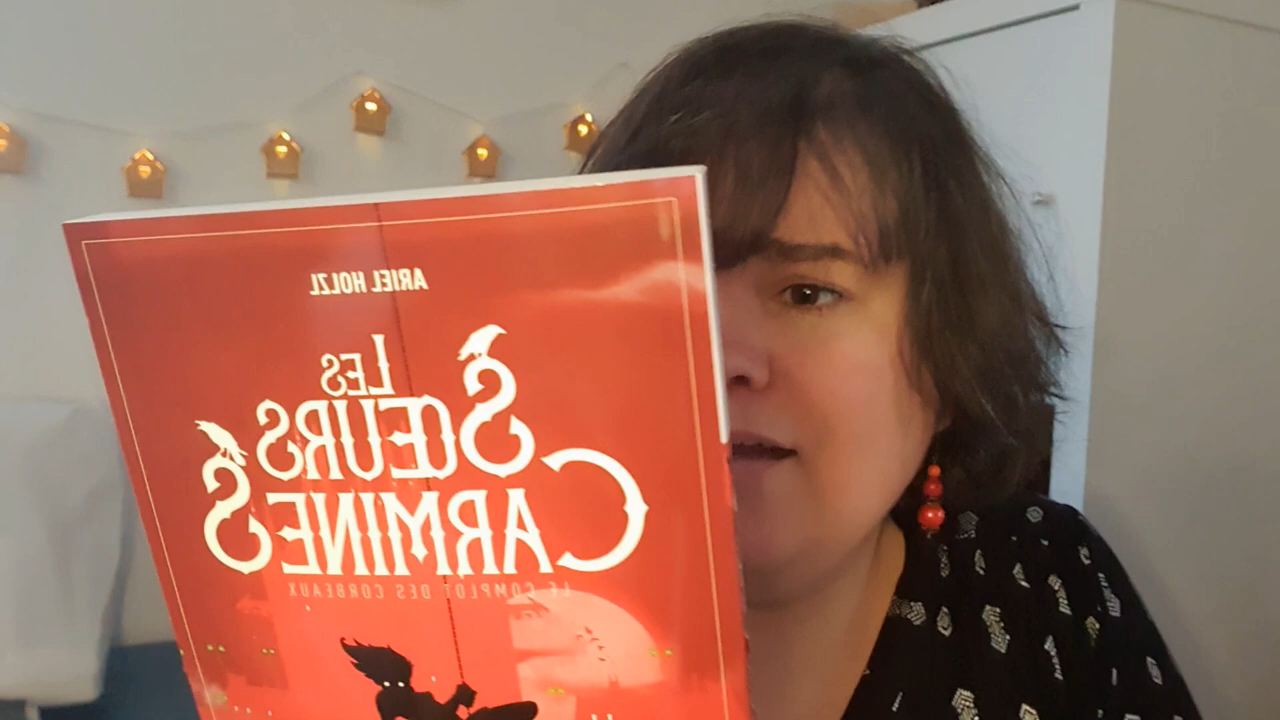 ARIEL HOLZL
LES
SŒURS
CARMINES
LE COMPLOT DES CORBEAUX